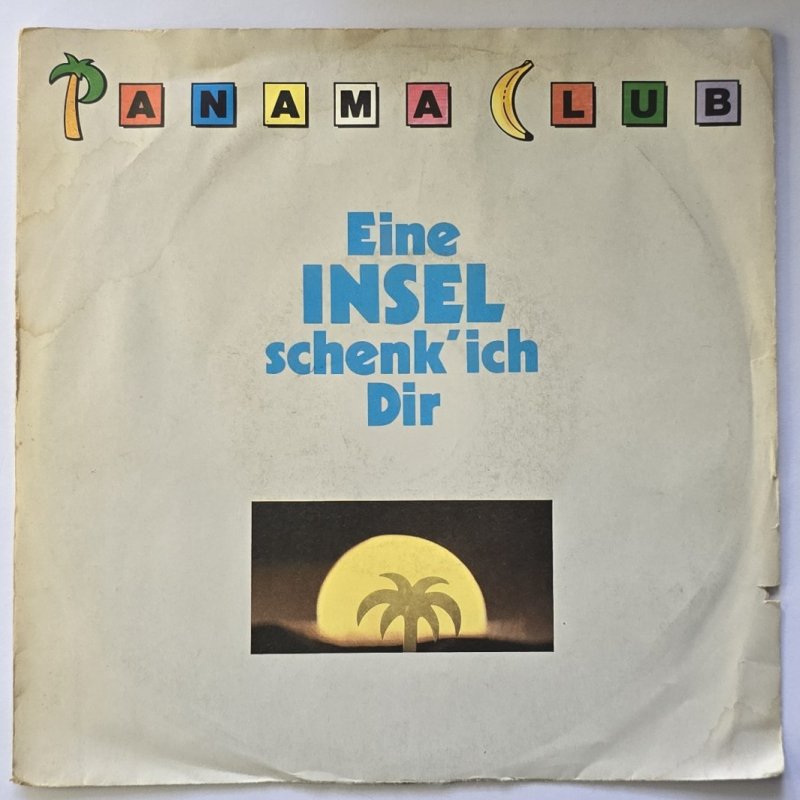 PANAMA CLUB
Eine
INSEL
schenk'ich
Dir